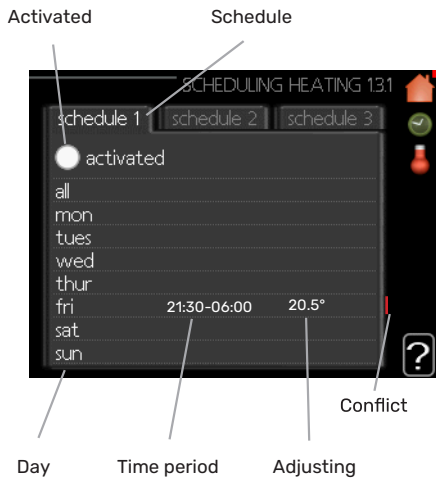 Activated Schedule
SCHEDULING HEATING 1.3.1
schedule 1 schedule 2 schedule 3
activated
all
mon
tues
wed
thur
fri 21:30-06:00 20.5°
sat
sun
?
Conflict
Day Time period Adjusting